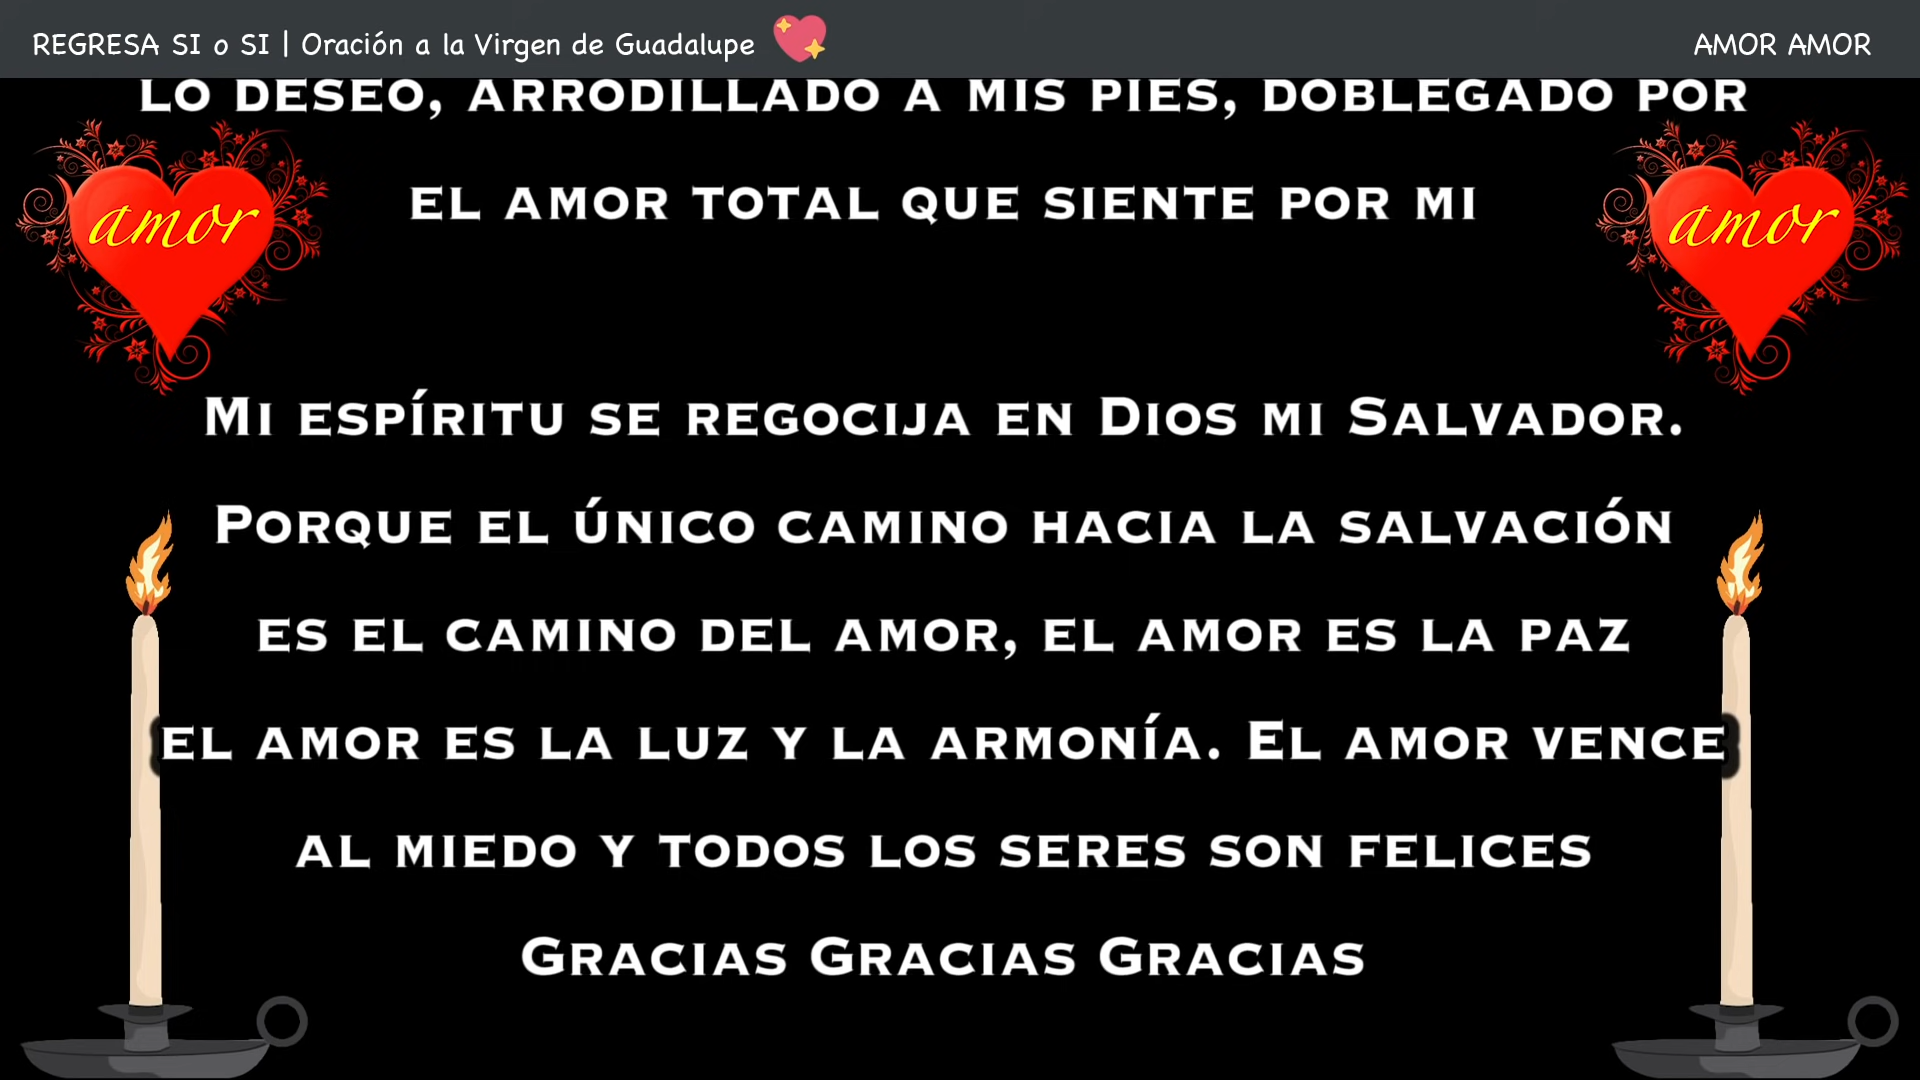 REGRESA SI o SI | Oración a la Virgen de Guadalupe
AMOR AMOR
LO DESEO, ARRODILLADO A MIS PIES, DOBLEGADO POR
EL AMOR TOTAL QUE SIENTE POR MI
amor
amor
MI ESPÍRITU SE REGOCIJA EN DIOS MI SALVADOR.
PORQUE EL ÚNICO CAMINO HACIA LA SALVACIÓN
ES EL CAMINO DEL AMOR, EL AMOR ES LA PAZ
EL AMOR ES LA LUZ Y LA ARMONÍA. EL AMOR VENCE
AL MIEDO Y TODOS LOS SERES SON FELICES
GRACIAS GRACIAS GRACIAS